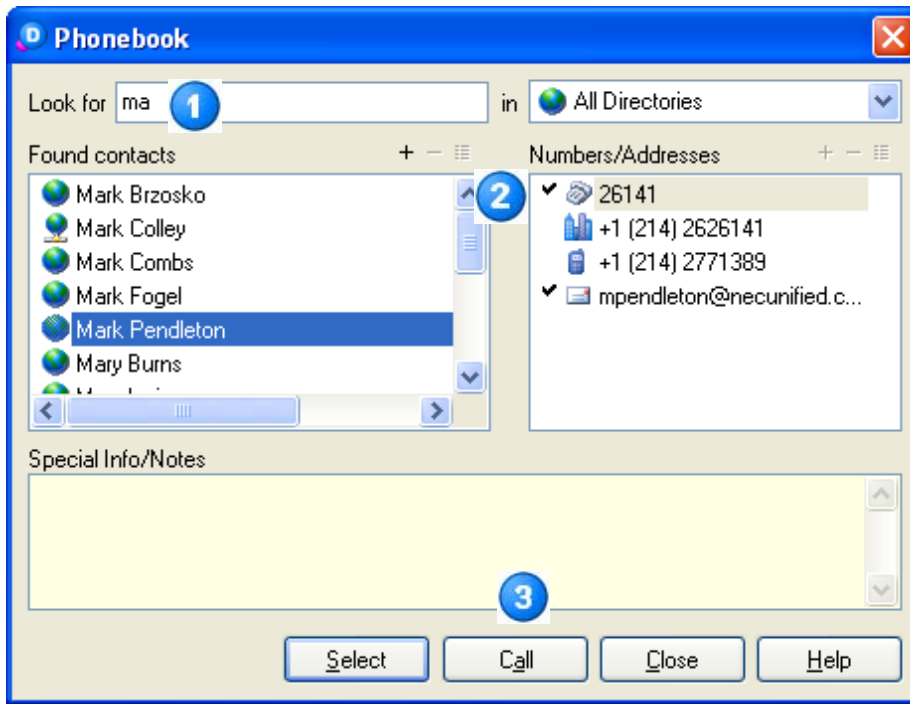 Phonebook
Look for ma 1 in All Directories
Found contacts
Numbers/Addresses
Mark Brzosko
Mark Colley
Mark Combs
Mark Fogel
Mark Pendleton
Mary Burns
2
26141
+1 (214) 2626141
+1 (214) 2771389
mpendleton@necunified.c...
Special Info/Notes
3
Select Call Close Help